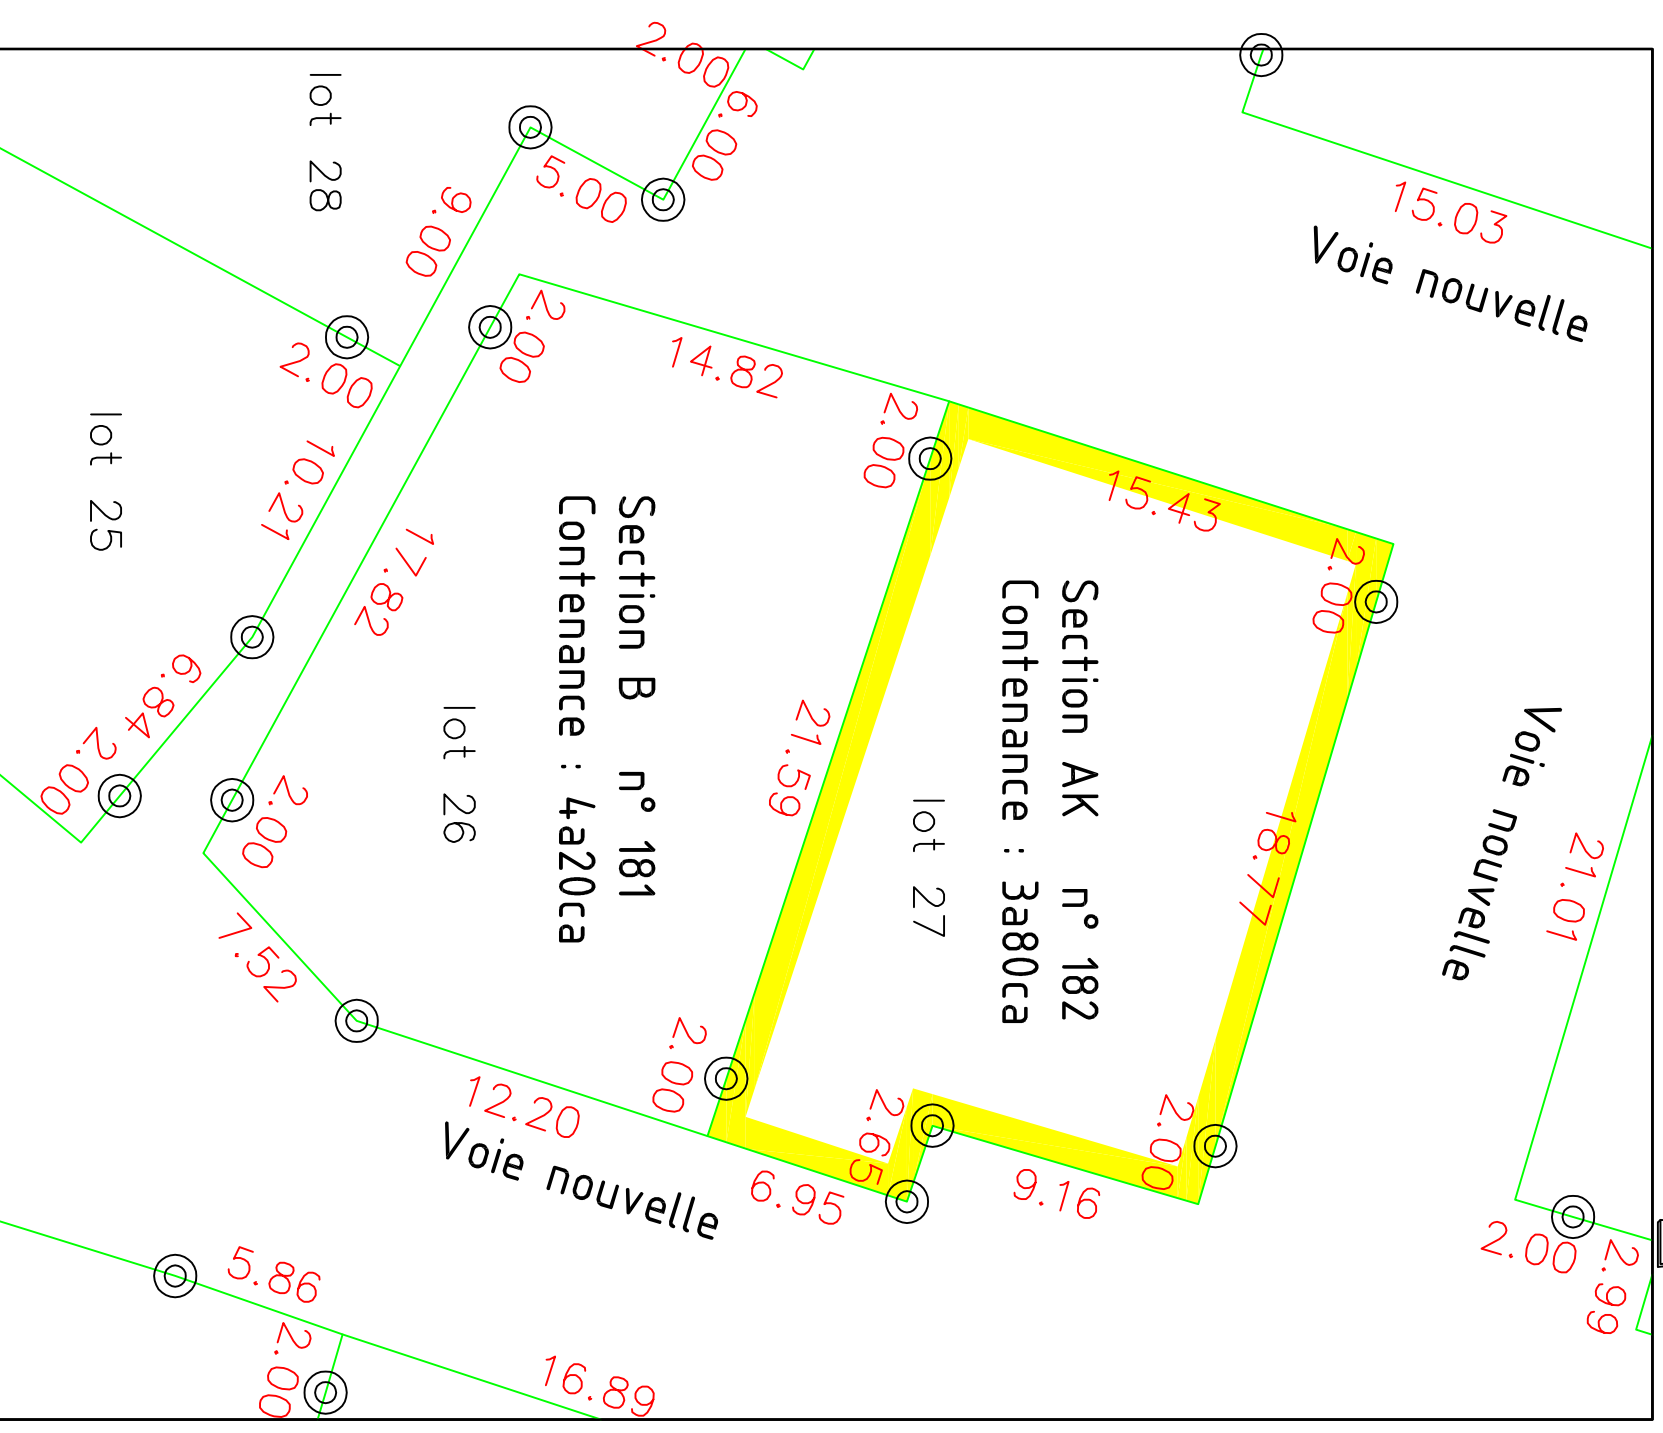 2.00
6.00
lot 28
5.00
9.00
15.03
Voie nouvelle
2.00
14.82
2.00
2.00
15.43
2.00
lot 25
10.21
17.82
Section B n° 181
Contenance : 4a20ca
lot 26
Section AK n° 182
Contenance : 3a80ca
lot 27
21.59
18.77
Voie nouvelle
21.01
6.84
2.00
2.00
7.52
12.20
2.00
Voie nouvelle
6.95
2.65
9.16
2.00
2.00
2.99
5.86
2.00
16.89